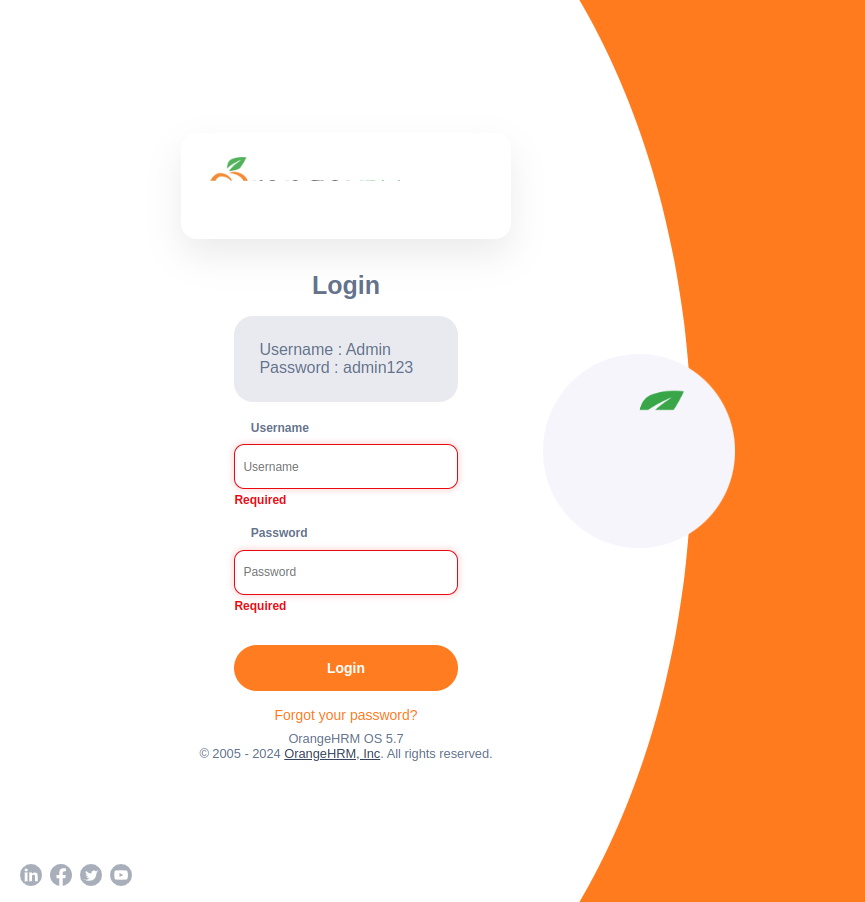 Login
Username : Admin
Password : admin123
Username
Username
Required
Password
Password
Required
Login
Forgot your password?
OrangeHRM OS 5.7
© 2005 - 2024 OrangeHRM, Inc. All rights reserved.